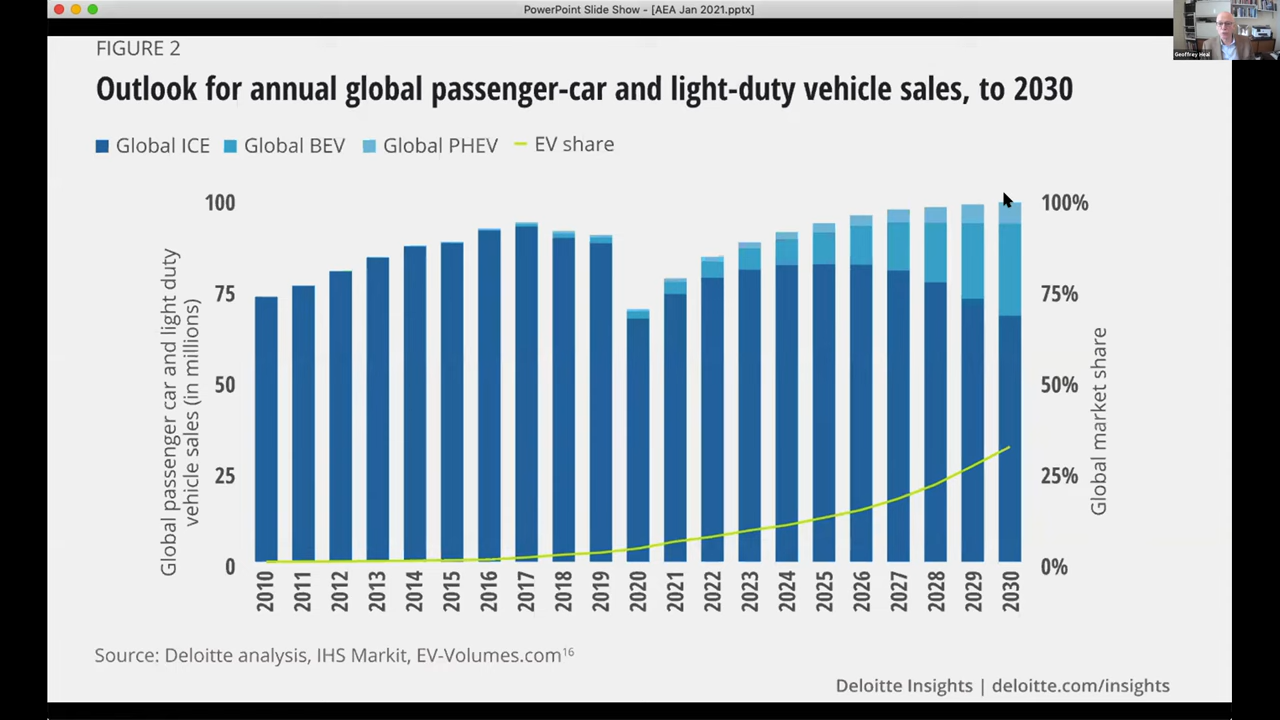 PowerPoint Slide Show - [AEA Jan 2021.pptx]
Geoffrey Heal
FIGURE 2
Outlook for annual global passenger-car and light-duty vehicle sales, to 2030
Global ICE Global BEV Global PHEV EV share
Global passenger car and light duty
vehicle sales (in millions)
100
75
50
25
0
100%
75%
50%
25%
0%
Global market share
2010 2011 2012 2013 2014 2015 2016 2017 2018 2019 2020 2021 2022 2023 2024 2025 2026 2027 2028 2029 2030
Source: Deloitte analysis, IHS Markit, EV-Volumes.com¹⁶
Deloitte Insights | deloitte.com/insights